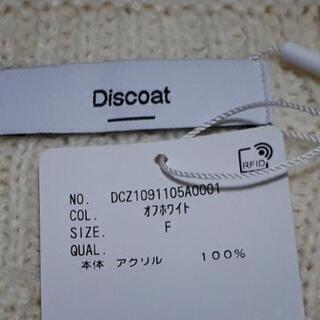 Discoat
RFID
NO. DCZ1091105A0001
COL. オフホワイト
SIZE. F
QUAL.
本体 アクリル 100%